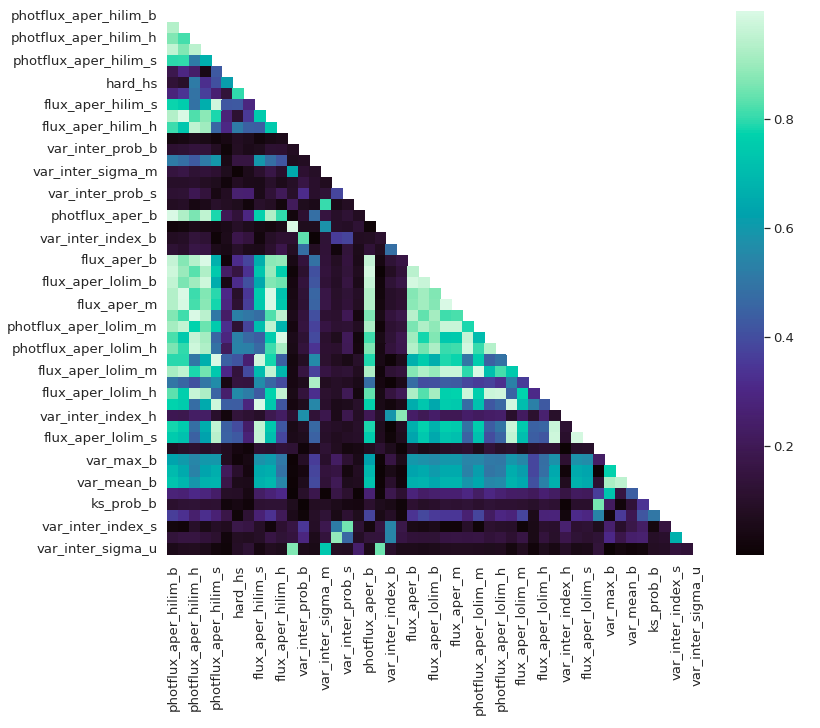 photflux_aper_hilim_b
photflux_aper_hilim_h
photflux_aper_hilim_s
hard_hs
flux_aper_hilim_s
flux_aper_hilim_h
var_inter_prob_b
var_inter_sigma_m
var_inter_prob_s
photflux_aper_b
var_inter_index_b
flux_aper_b
flux_aper_lolim_b
flux_aper_m
photflux_aper_lolim_m
photflux_aper_lolim_h
flux_aper_lolim_m
flux_aper_lolim_h
var_inter_index_h
flux_aper_lolim_s
var_max_b
var_mean_b
ks_prob_b
var_inter_index_s
var_inter_sigma_u
photflux_aper_hilim_b
photflux_aper_hilim_h
photflux_aper_hilim_s
hard_hs
flux_aper_hilim_s
flux_aper_hilim_h
var_inter_prob_b
var_inter_sigma_m
var_inter_prob_s
photflux_aper_b
var_inter_index_b
flux_aper_b
flux_aper_lolim_b
flux_aper_m
photflux_aper_lolim_m
photflux_aper_lolim_h
flux_aper_lolim_m
flux_aper_lolim_h
var_inter_index_h
flux_aper_lolim_s
var_max_b
var_mean_b
ks_prob_b
var_inter_index_s
var_inter_sigma_u
0.8
0.6
0.4
0.2